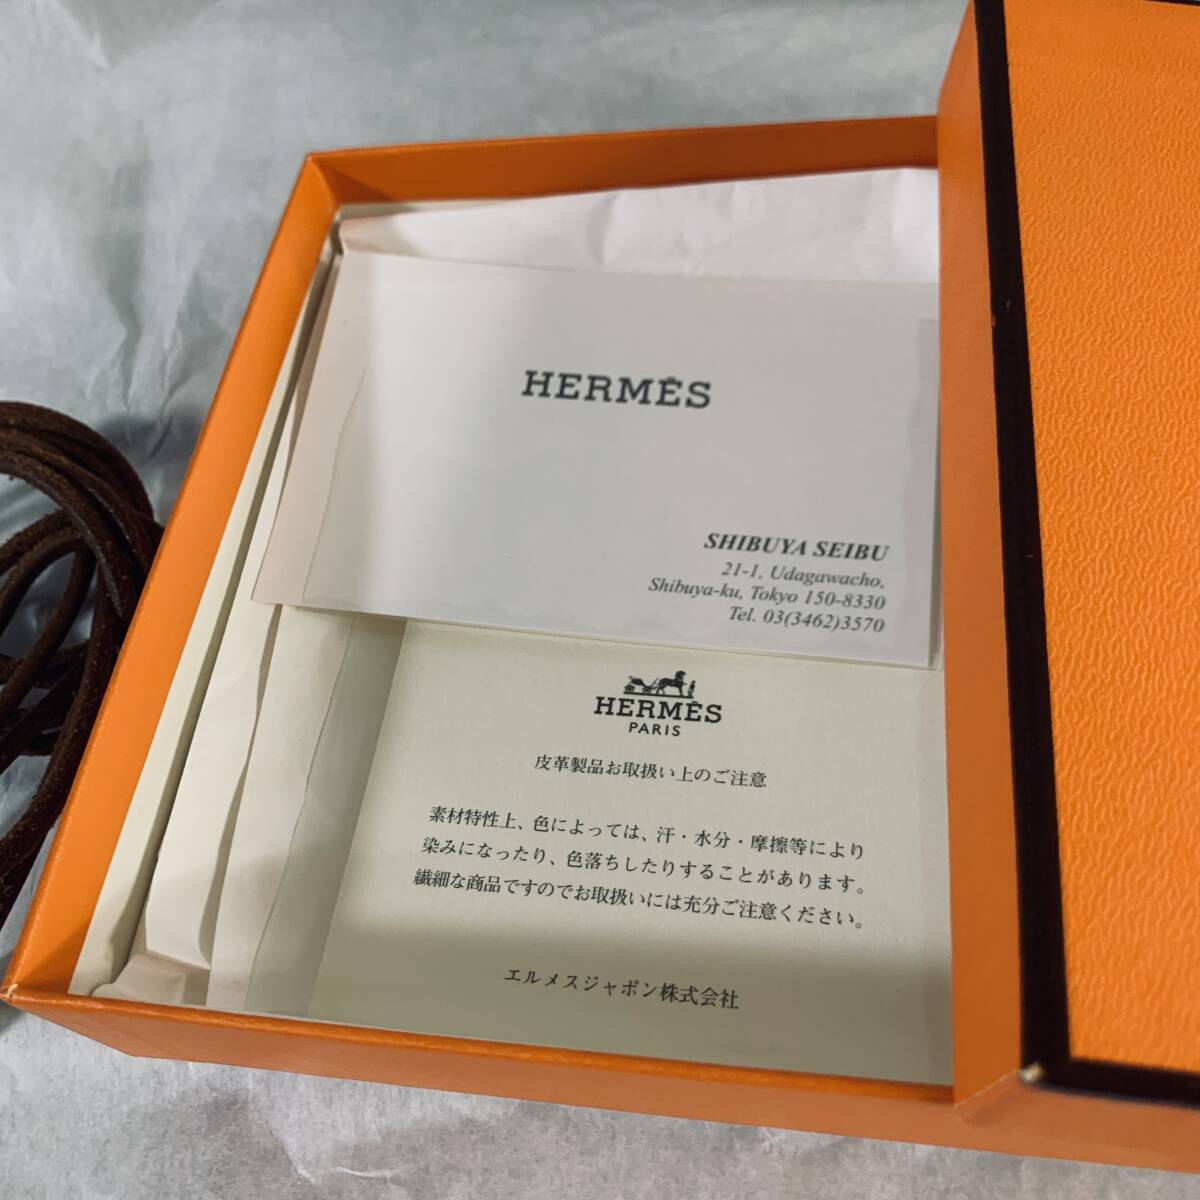 HERMÈS
SHIBUYA SEIBU
21-1, Udagawacho,
Shibuya-ku, Tokyo 150-8330
Tel. 03(3462)3570
HERMÈS
PARIS
皮革製品お取扱い上のご注意
素材特性上、色によっては、汗・水分・摩擦等により
染みになったり、色落ちしたりすることがあります。
繊細な商品ですのでお取扱いには充分ご注意ください。
エルメスジャポン株式会社